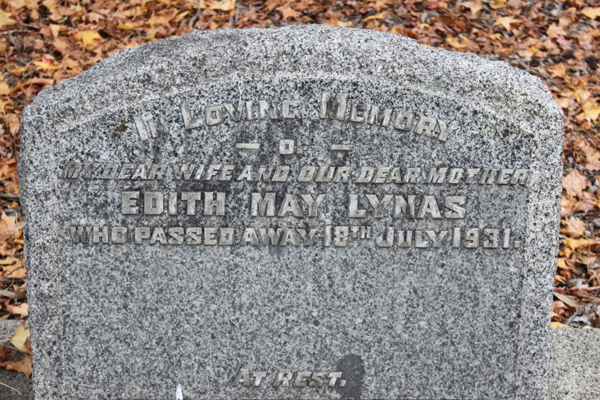 In Loving Memory
— OF —
MY DEAR WIFE AND OUR DEAR MOTHER
EDITH MAY LYNAS
WHO PASSED AWAY 18TH JULY 1931.
AT REST.